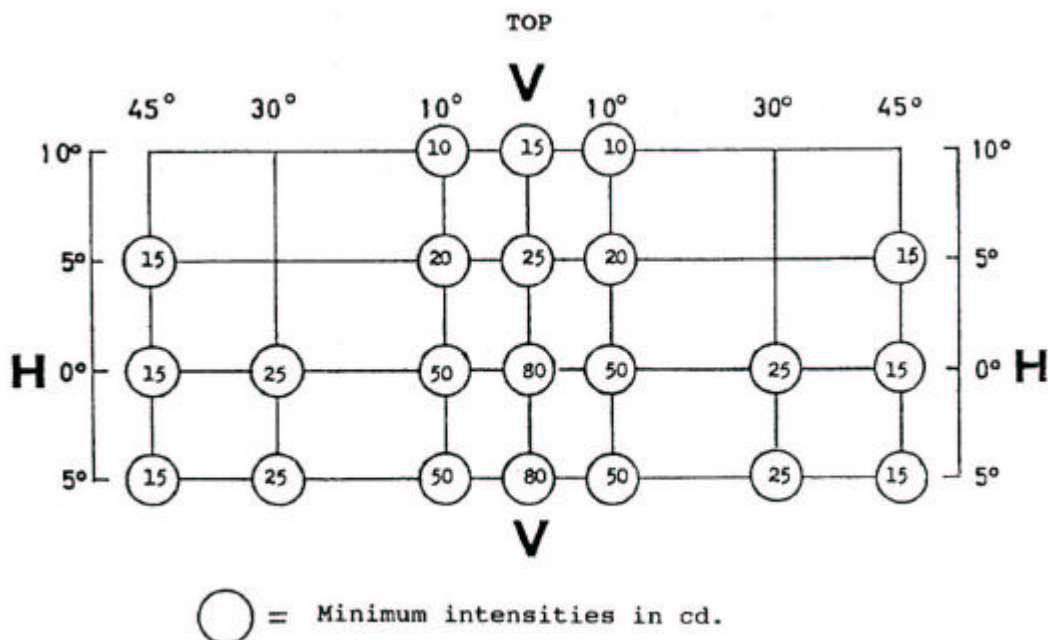 TOP
V
45° 30° 10° 10° 30° 45°
10° 10 15 10 10°
5° 15 20 25 20 15 5°
H 0° 15 25 50 80 50 25 15 0° H
5° 15 25 50 80 50 25 15 5°
V
= Minimum intensities in cd.